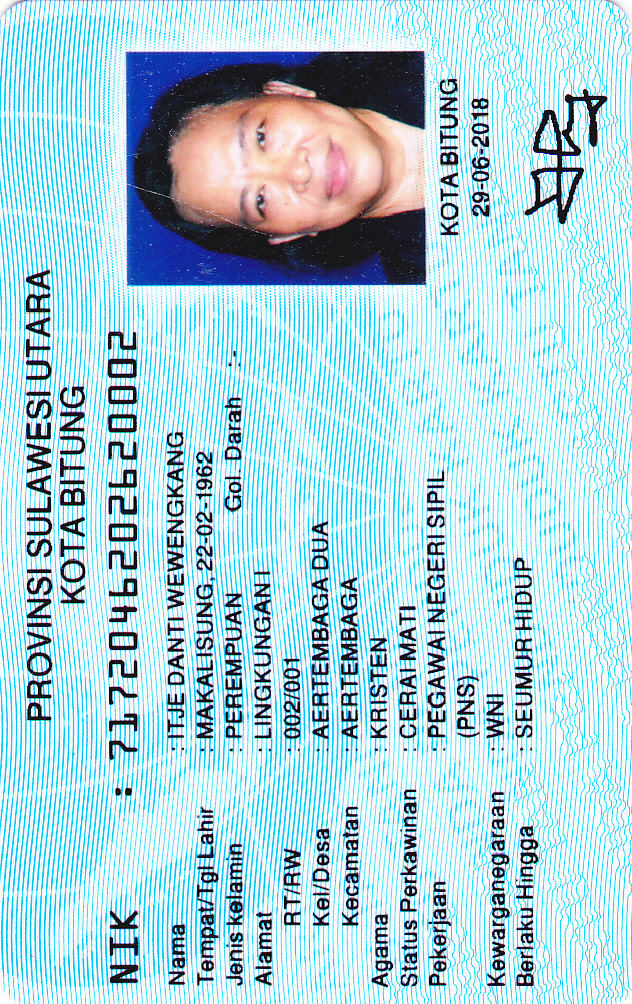 PROVINSI SULAWESI UTARA
KOTA BITUNG
NIK : 7172046202620002
Nama : ITJE DANTI WEWENGKANG
Tempat/Tgl Lahir : MAKALISUNG, 22-02-1962
Jenis Kelamin : PEREMPUAN Gol. Darah :-
Alamat : LINGKUNGAN I
RT/RW : 002/001
Kel/Desa : AERTEMBAGA DUA
Kecamatan : AERTEMBAGA
Agama : KRISTEN
Status Perkawinan : CERAI MATI
Pekerjaan : PEGAWAI NEGERI SIPIL
(PNS)
Kewarganegaraan : WNI
Berlaku Hingga : SEUMUR HIDUP
KOTA BITUNG
29-06-2018